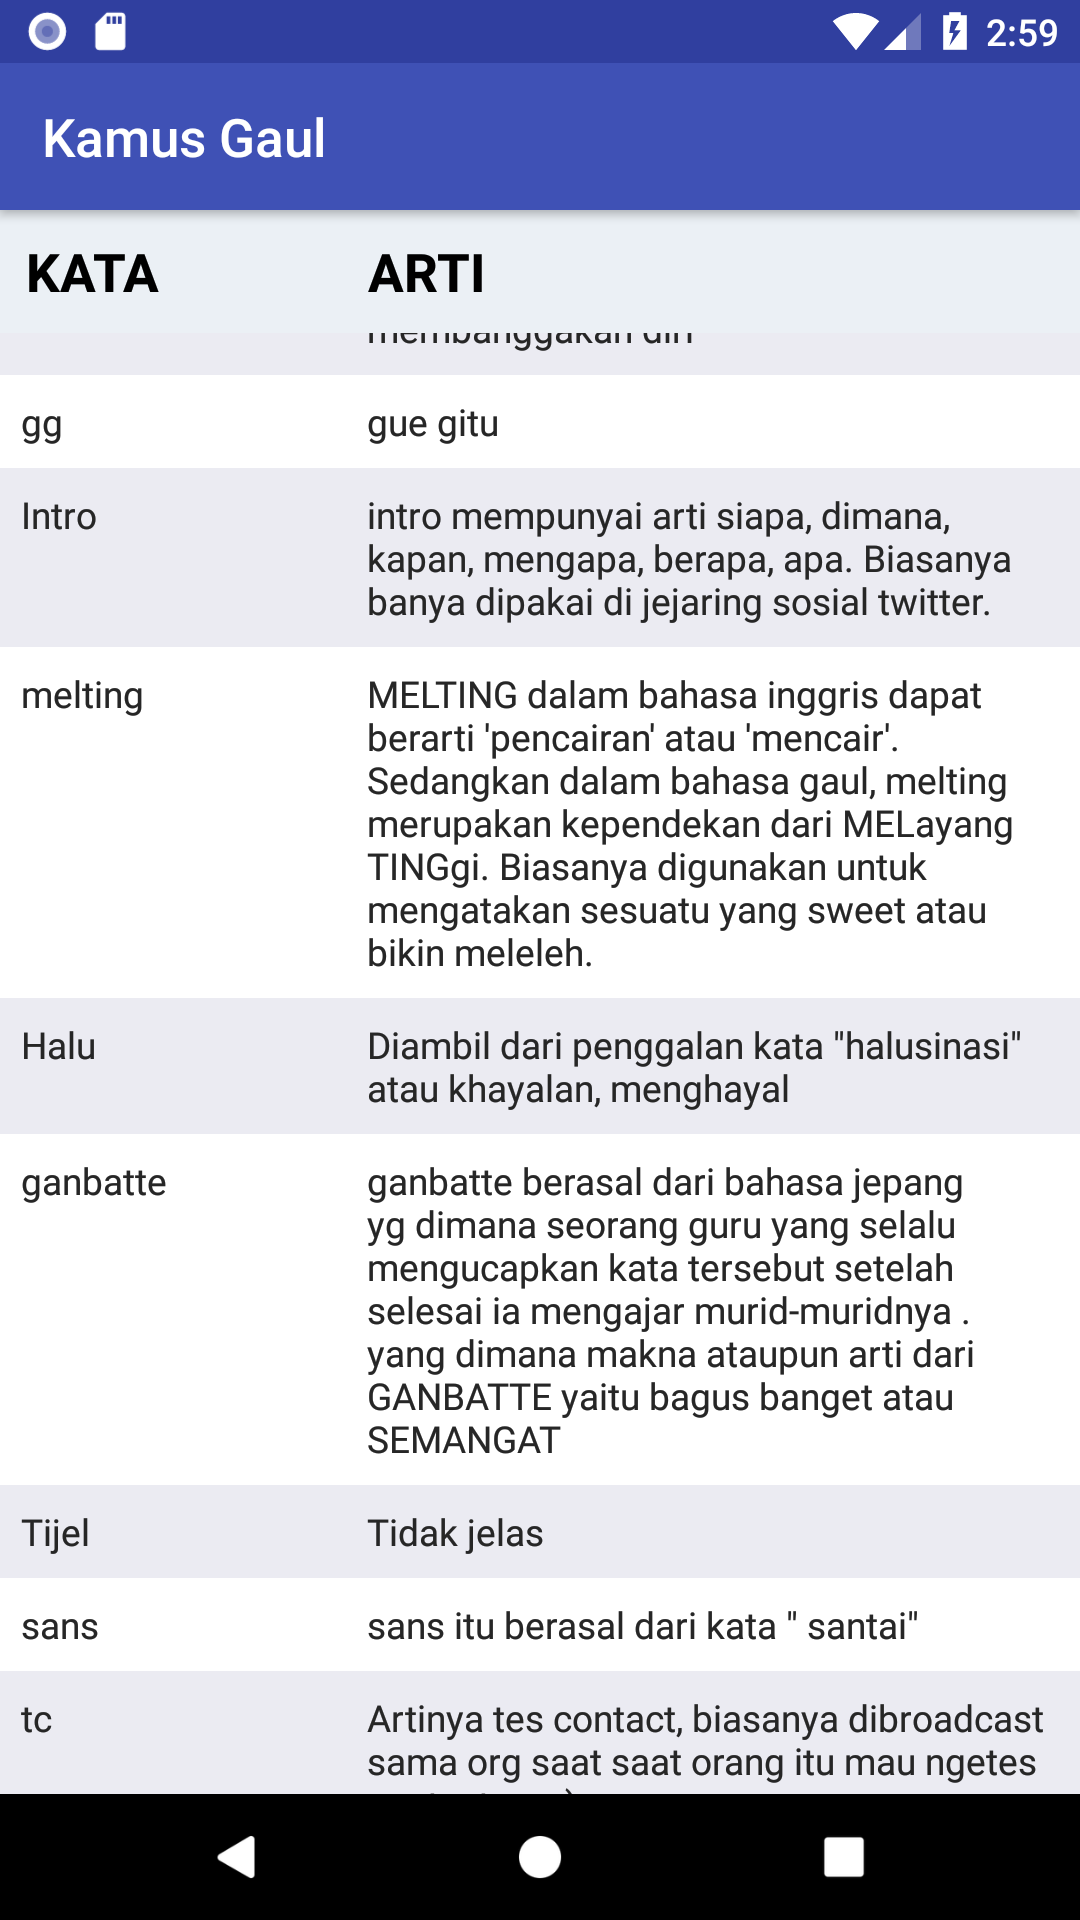 2:59
Kamus Gaul
KATA ARTI
membanggakan diri
gg gue gitu
Intro intro mempunyai arti siapa, dimana,
kapan, mengapa, berapa, apa. Biasanya
banya dipakai di jejaring sosial twitter.
melting MELTING dalam bahasa inggris dapat
berarti 'pencairan' atau 'mencair'.
Sedangkan dalam bahasa gaul, melting
merupakan kependekan dari MELayang
TINGgi. Biasanya digunakan untuk
mengatakan sesuatu yang sweet atau
bikin meleleh.
Halu Diambil dari penggalan kata "halusinasi"
atau khayalan, menghayal
ganbatte ganbatte berasal dari bahasa jepang
yg dimana seorang guru yang selalu
mengucapkan kata tersebut setelah
selesai ia mengajar murid-muridnya .
yang dimana makna ataupun arti dari
GANBATTE yaitu bagus banget atau
SEMANGAT
Tijel Tidak jelas
sans sans itu berasal dari kata " santai"
tc Artinya tes contact, biasanya dibroadcast
sama org saat saat orang itu mau ngetes